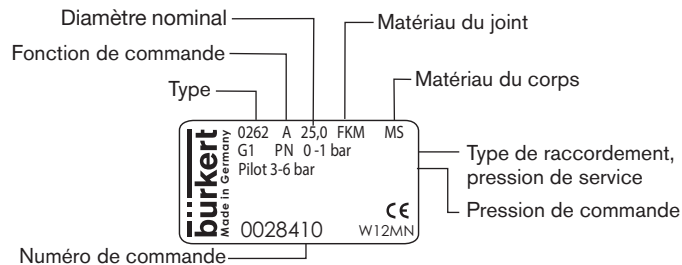 Diamètre nominal
Matériau du joint
Fonction de commande
Matériau du corps
Type
burkert
Made in Germany
0262 A 25,0 FKM MS
G1 PN 0-1 bar
Pilot 3-6 bar
CE
0028410 W12MN
Type de raccordement,
pression de service
Pression de commande
Numéro de commande